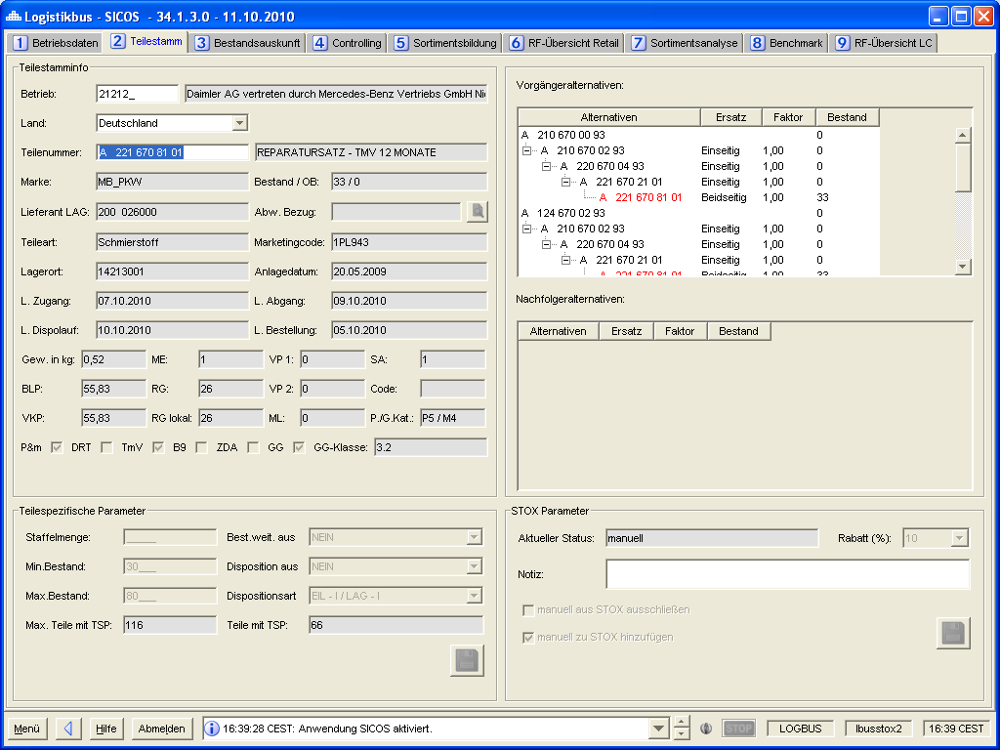 Logistikbus - SICOS - 34.1.3.0 - 11.10.2010
1 Betriebsdaten 2 Teilestamm 3 Bestandsauskunft 4 Controlling 5 Sortimentsbildung 6 RF-Übersicht Retail 7 Sortimentsanalyse 8 Benchmark 9 RF-Übersicht LC
Teilestamminfo
Betrieb: 21212_ Daimler AG vertreten durch Mercedes-Benz Vertriebs GmbH Ni
Land: Deutschland
Teilenummer: A 221 670 81 01 REPARATURSATZ - TMV 12 MONATE
Marke: MB_PKW Bestand / OB: 33 / 0
Lieferant LAG: 200 026000 Abw. Bezug:
Teileart: Schmierstoff Marketingcode: 1PL943
Lagerort: 14213001 Anlagedatum: 20.05.2009
L. Zugang: 07.10.2010 L. Abgang: 09.10.2010
L. Dispolauf: 10.10.2010 L. Bestellung: 05.10.2010
Gew. in kg: 0,52 ME: 1 VP 1: 0 SA: 1
BLP: 55,83 RG: 26 VP 2: 0 Code:
VKP: 55,83 RG lokal: 26 ML: 0 P./G.Kat.: P5 / M4
P&m DRT TmV B9 ZDA GG GG-Klasse: 3.2
Vorgängeralternativen:
Alternativen Ersatz Faktor Bestand
A 210 670 00 93 0
A 210 670 02 93 Einseitig 1,00 0
A 220 670 04 93 Einseitig 1,00 0
A 221 670 21 01 Einseitig 1,00 0
A 221 670 81 01 Beidseitig 1,00 33
A 124 670 02 93 0
A 210 670 02 93 Einseitig 1,00 0
A 220 670 04 93 Einseitig 1,00 0
A 221 670 21 01 Einseitig 1,00 0
A 221 670 81 01 Beidseitig 1,00 33
Nachfolgeralternativen:
Alternativen Ersatz Faktor Bestand
Teilespezifische Parameter
Staffelmenge: ____ Best.weit. aus NEIN
Min.Bestand: 30___ Disposition aus NEIN
Max.Bestand: 80___ Dispositionsart EIL - I / LAG - I
Max. Teile mit TSP: 116 Teile mit TSP: 66
STOX Parameter
Aktueller Status: manuell Rabatt (%): 10
Notiz:
manuell aus STOX ausschließen
manuell zu STOX hinzufügen
Menü Hilfe Abmelden 16:39:28 CEST: Anwendung SICOS aktiviert. STOP LOGBUS lbusstox2 16:39 CEST